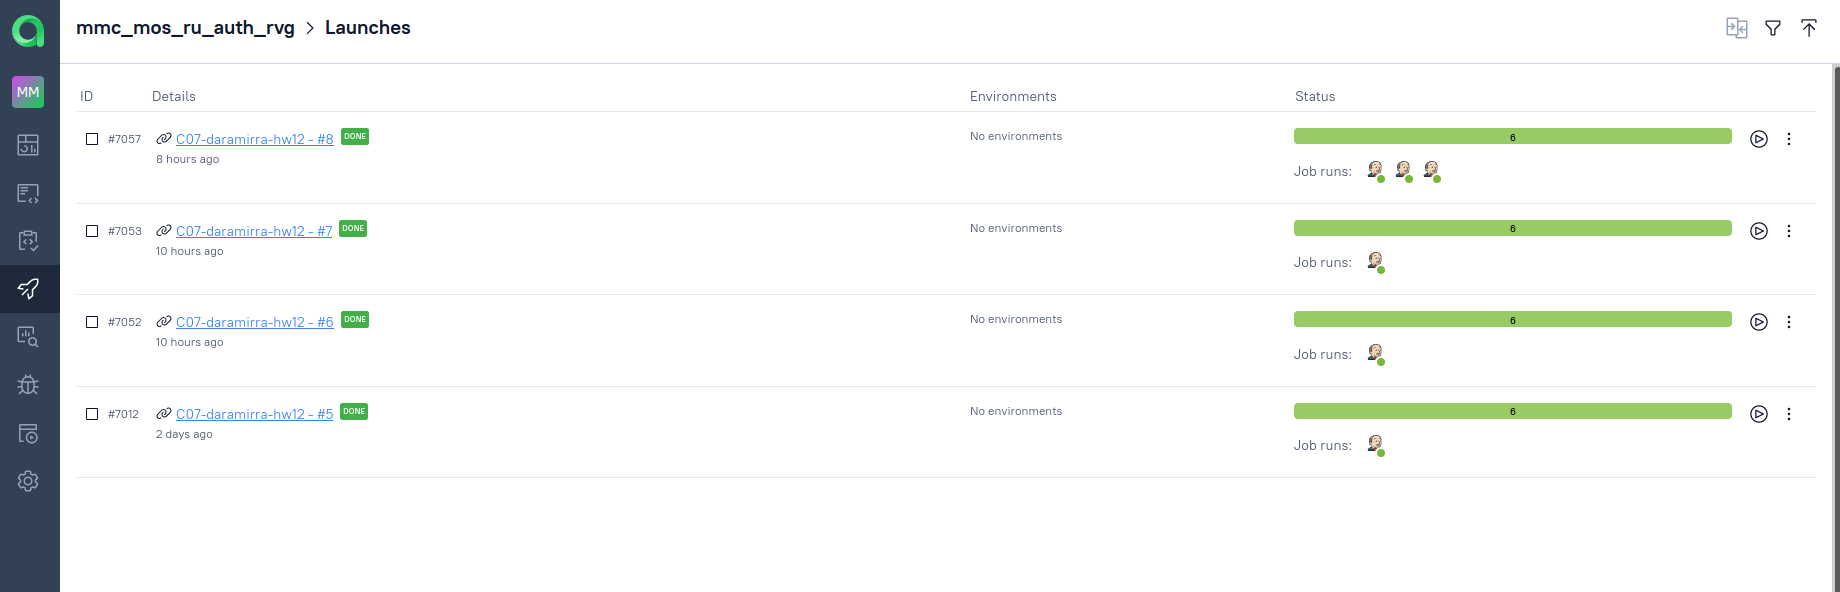 mmc_mos_ru_auth_rvg > Launches
MM
ID Details Environments Status
#7057 C07-daramirra-hw12 - #8 DONE No environments 6
8 hours ago
Job runs:
#7053 C07-daramirra-hw12 - #7 DONE No environments 6
10 hours ago
Job runs:
#7052 C07-daramirra-hw12 - #6 DONE No environments 6
10 hours ago
Job runs:
#7012 C07-daramirra-hw12 - #5 DONE No environments 6
2 days ago
Job runs: